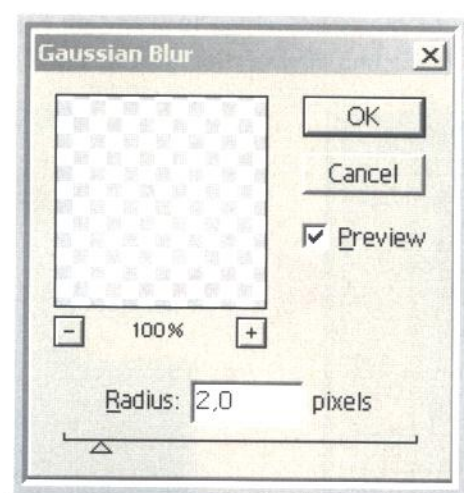 Gaussian Blur
OK
Cancel
Preview
100%
Radius: 2,0 pixels